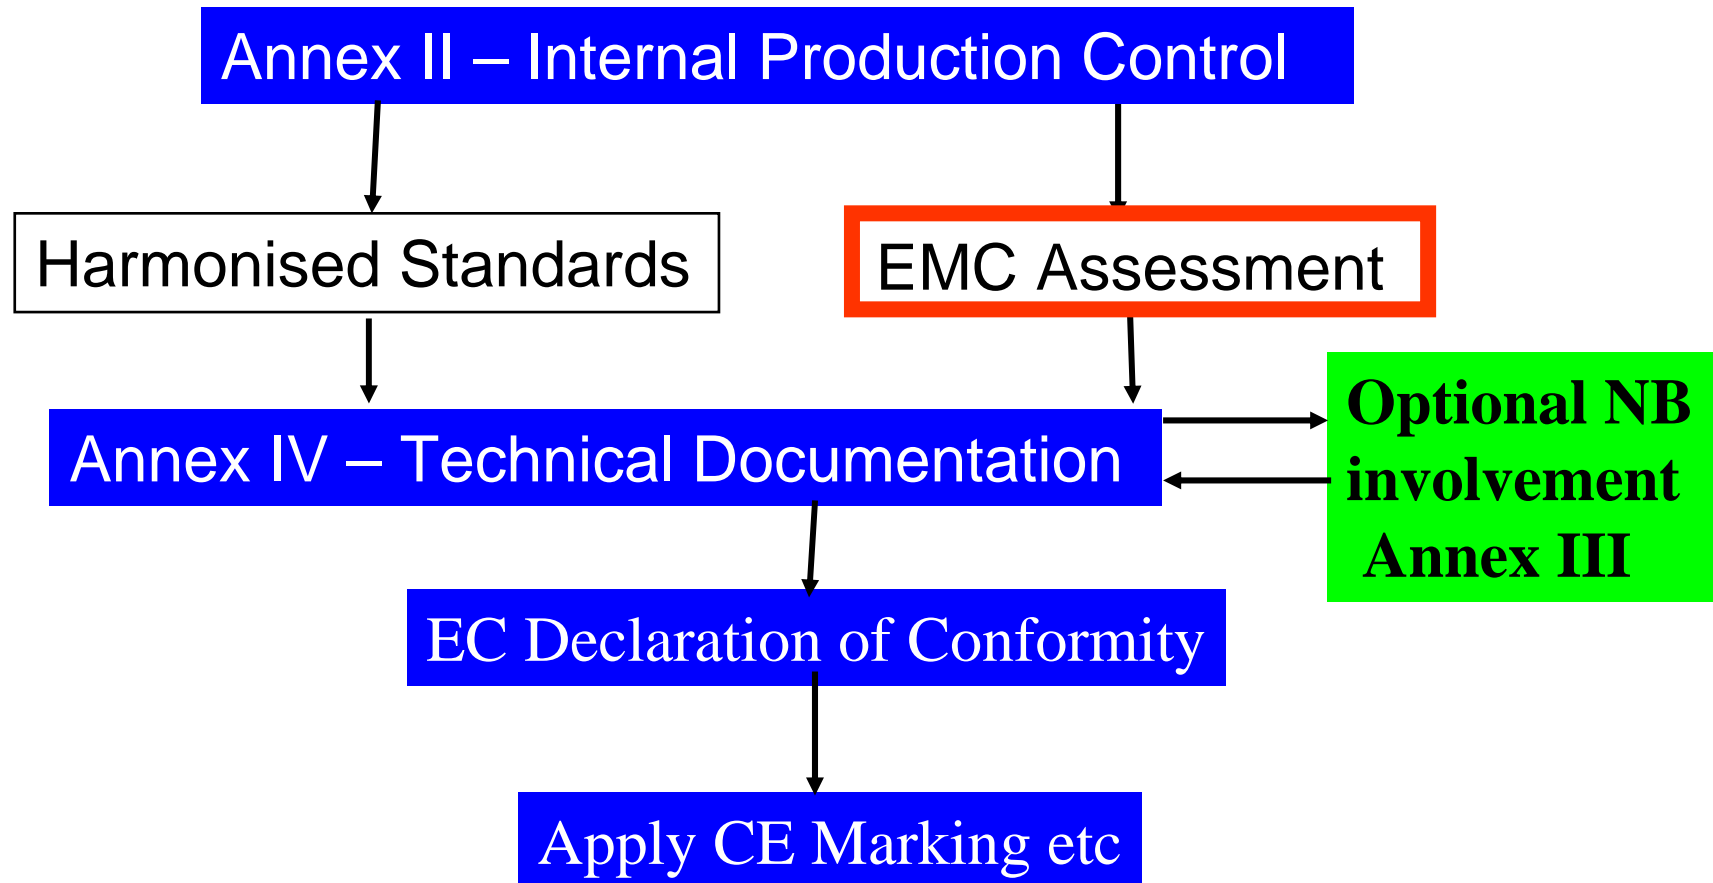 Annex II – Internal Production Control
Harmonised Standards
EMC Assessment
Annex IV – Technical Documentation
Optional NB
involvement
Annex III
EC Declaration of Conformity
Apply CE Marking etc